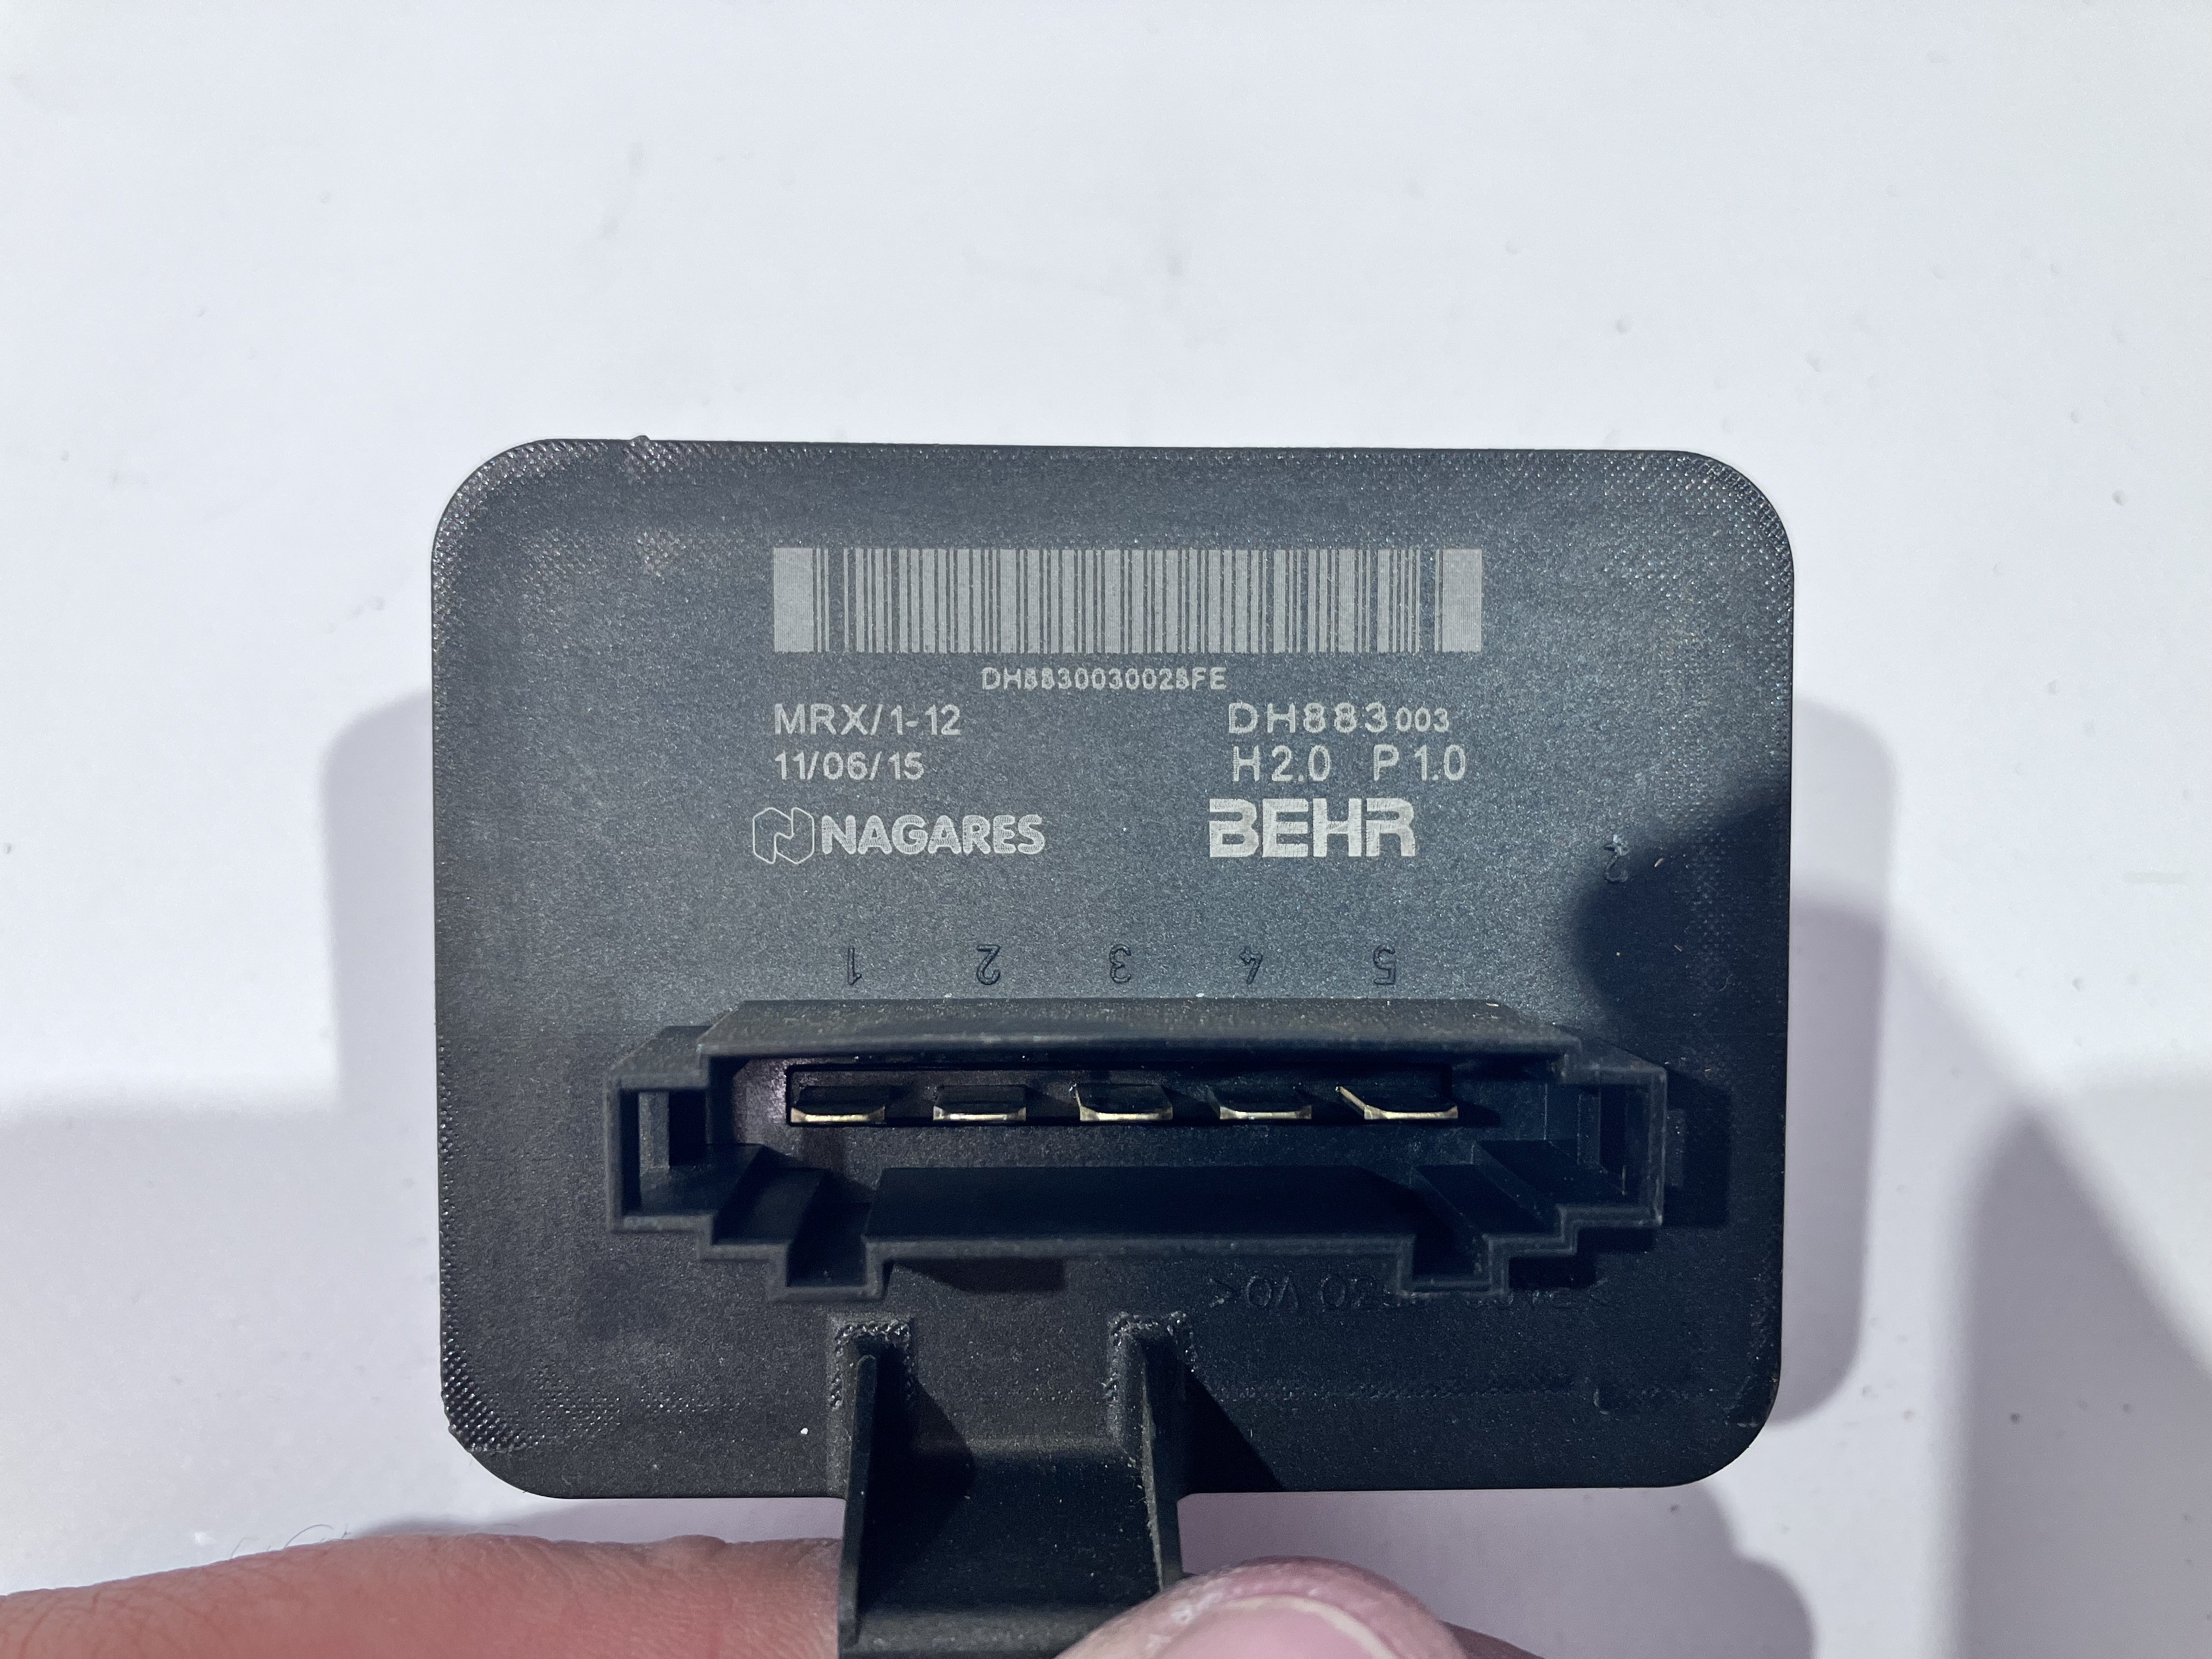 DH8830030028FE
MRX/1-12
DH883003
11/06/15
H2.0 P1.0
NAGARES
BEHR
1 2 3 4 5
2